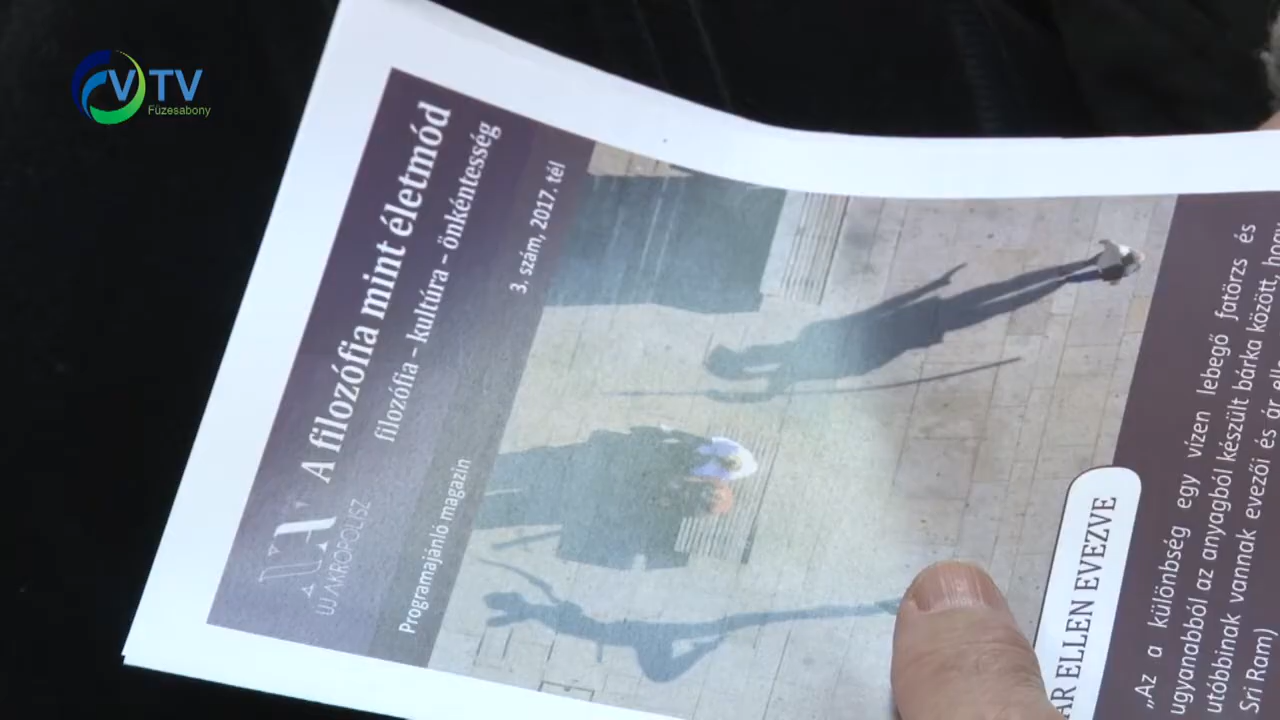 VTV
Füzesabony
A filozófia mint életmód
filozófia – kultúra – önkéntesség
ÚJ AKROPOLISZ
Programajánló magazin
3. szám, 2017. tél
ÁR ELLEN EVEZVE
„Az a különbség egy vízen lebegő fatörzs és
ugyanabból az anyagból készült bárka között, hogy
utóbbinak vannak evezői és ár
Sri Ram)